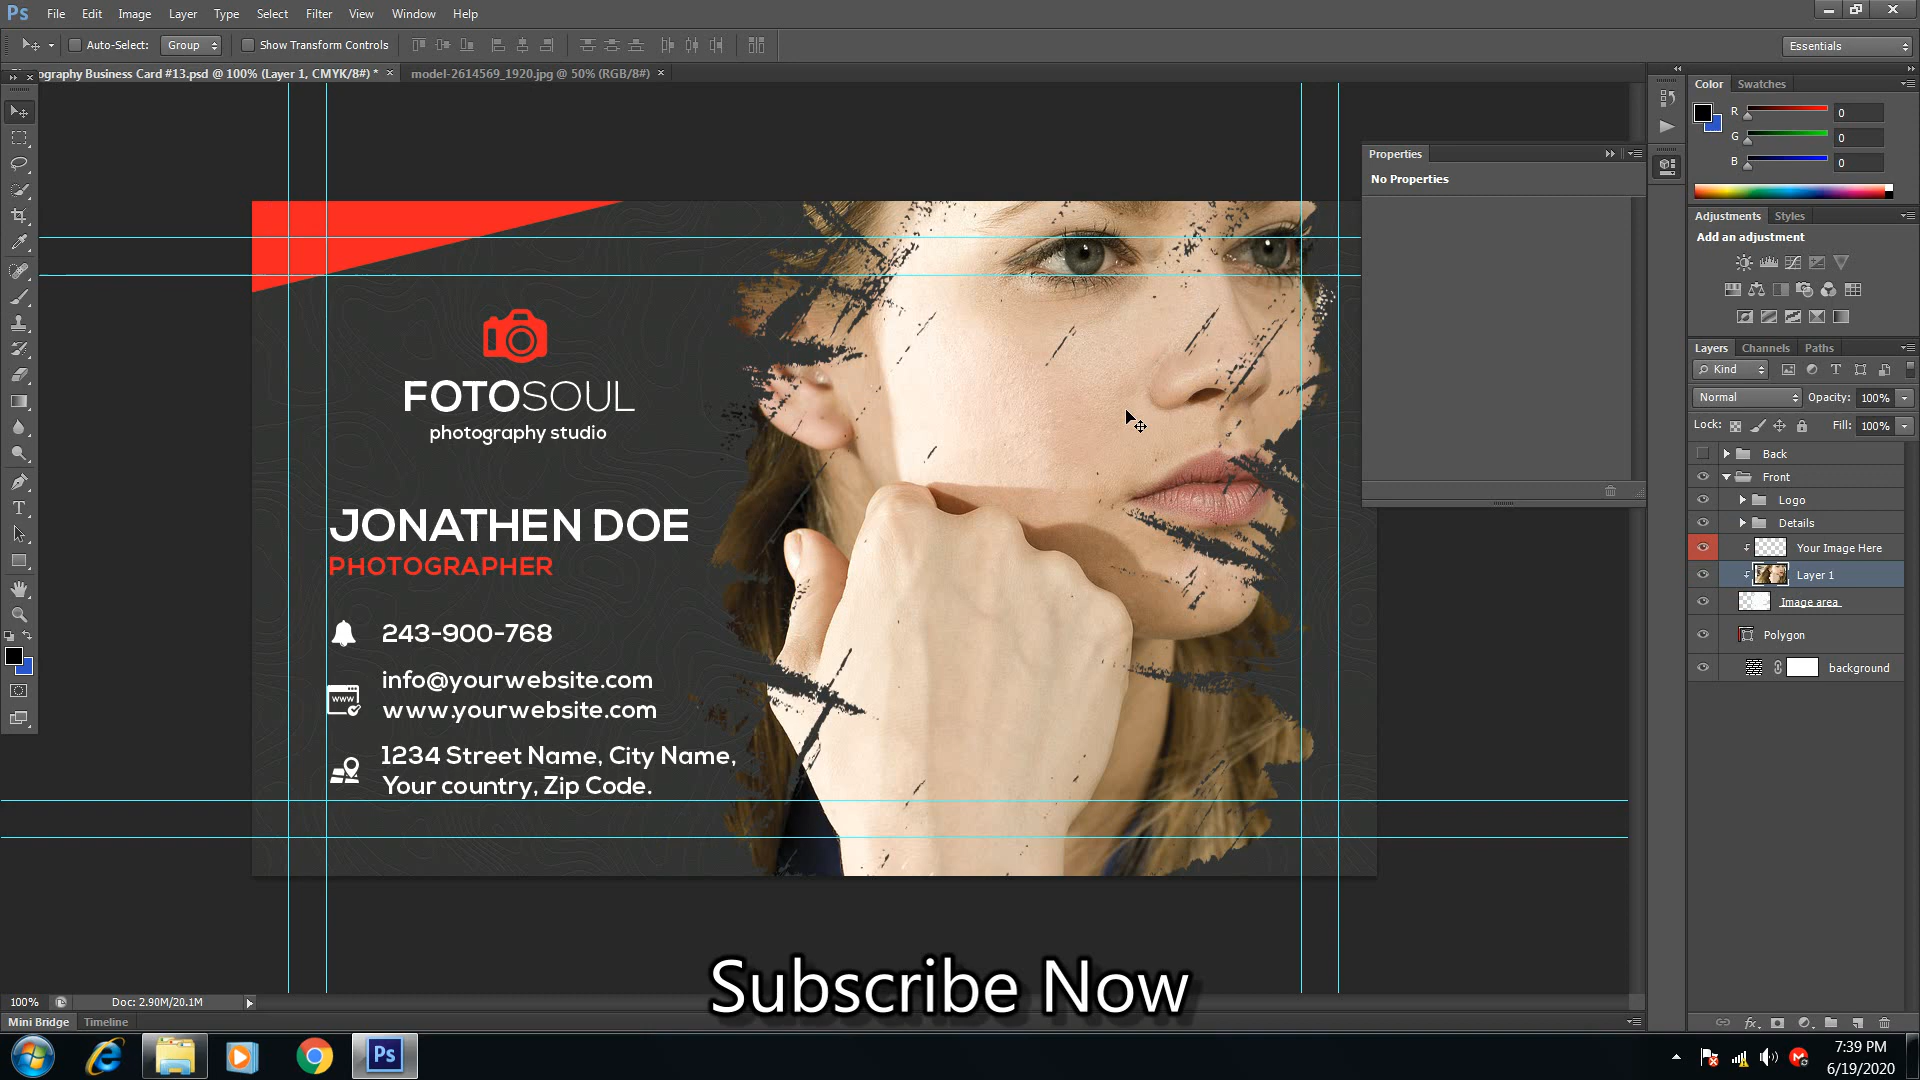 Ps File Edit Image Layer Type Select Filter View Window Help
Auto-Select: Group Show Transform Controls Essentials
ography Business Card #13.psd @ 100% (Layer 1, CMYK/8#) * × model-2614569_1920.jpg @ 50% (RGB/8#) ×
Color Swatches
R 0
G 0
B 0
Properties
No Properties
Adjustments Styles
Add an adjustment
Layers Channels Paths
Kind
Normal Opacity: 100%
Lock: Fill: 100%
Back
Front
Logo
Details
Your Image Here
Layer 1
Image area
Polygon
background
FOTOSOUL
photography studio
JONATHEN DOE
PHOTOGRAPHER
243-900-768
www
info@yourwebsite.com
www.yourwebsite.com
1234 Street Name, City Name,
Your country, Zip Code.
Subscribe Now
100% Doc: 2.90M/20.1M
Mini Bridge Timeline
Ps
7:39 PM
6/19/2020